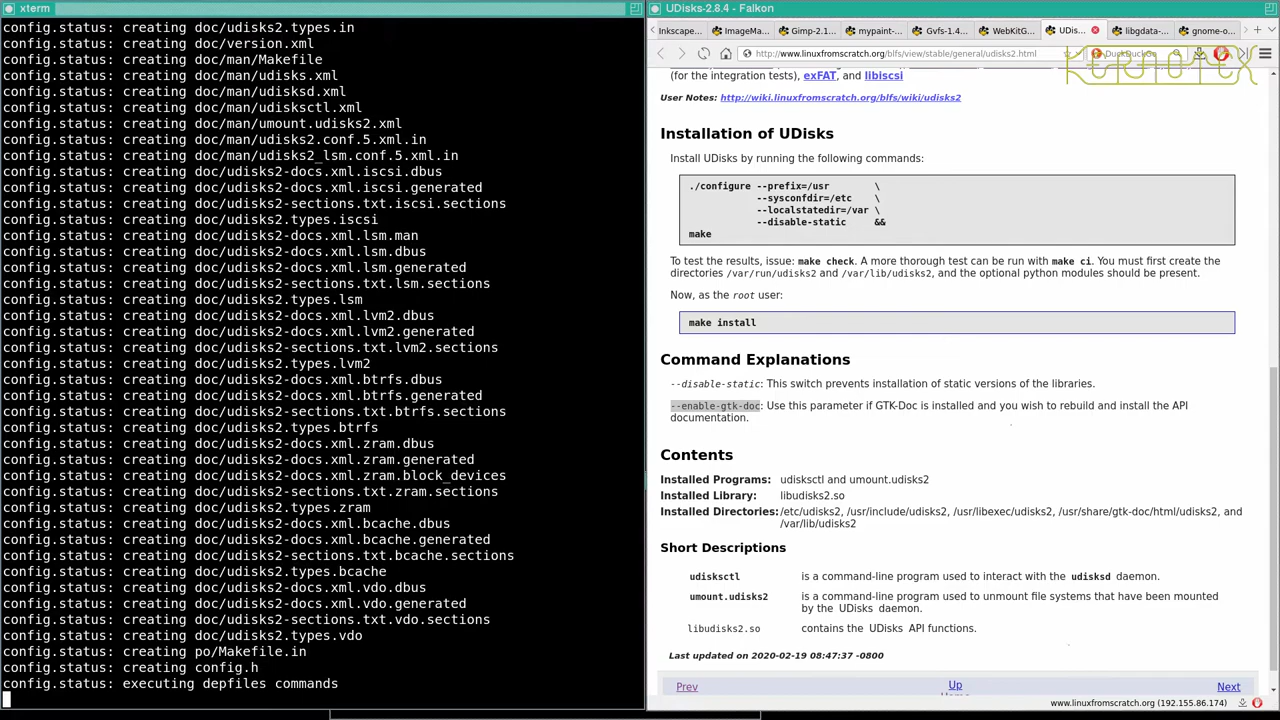 xterm
config.status: creating doc/udisks2.types.in
config.status: creating doc/version.xml
config.status: creating doc/man/Makefile
config.status: creating doc/man/udisks.xml
config.status: creating doc/man/udisksd.xml
config.status: creating doc/man/udisksctl.xml
config.status: creating doc/man/umount.udisks2.xml
config.status: creating doc/man/udisks2.conf.5.xml.in
config.status: creating doc/man/udisks2_lsm.conf.5.xml.in
config.status: creating doc/udisks2-docs.xml.iscsi.dbus
config.status: creating doc/udisks2-docs.xml.iscsi.generated
config.status: creating doc/udisks2-sections.txt.iscsi.sections
config.status: creating doc/udisks2.types.iscsi
config.status: creating doc/udisks2-docs.xml.lsm.man
config.status: creating doc/udisks2-docs.xml.lsm.dbus
config.status: creating doc/udisks2-docs.xml.lsm.generated
config.status: creating doc/udisks2-sections.txt.lsm.sections
config.status: creating doc/udisks2.types.lsm
config.status: creating doc/udisks2-docs.xml.lvm2.dbus
config.status: creating doc/udisks2-docs.xml.lvm2.generated
config.status: creating doc/udisks2-sections.txt.lvm2.sections
config.status: creating doc/udisks2.types.lvm2
config.status: creating doc/udisks2-docs.xml.btrfs.dbus
config.status: creating doc/udisks2-docs.xml.btrfs.generated
config.status: creating doc/udisks2-sections.txt.btrfs.sections
config.status: creating doc/udisks2.types.btrfs
config.status: creating doc/udisks2-docs.xml.zram.dbus
config.status: creating doc/udisks2-docs.xml.zram.generated
config.status: creating doc/udisks2-docs.xml.zram.block_devices
config.status: creating doc/udisks2-sections.txt.zram.sections
config.status: creating doc/udisks2.types.zram
config.status: creating doc/udisks2-docs.xml.bcache.dbus
config.status: creating doc/udisks2-docs.xml.bcache.generated
config.status: creating doc/udisks2-sections.txt.bcache.sections
config.status: creating doc/udisks2.types.bcache
config.status: creating doc/udisks2-docs.xml.vdo.dbus
config.status: creating doc/udisks2-docs.xml.vdo.generated
config.status: creating doc/udisks2-sections.txt.vdo.sections
config.status: creating doc/udisks2.types.vdo
config.status: creating po/Makefile.in
config.status: creating config.h
config.status: executing depfiles commands
UDisks-2.8.4 - Falkon
Inkscape... ImageMa... Gimp-2.1... mypaint-... Gvfs-1.4... WebKitG... UDis... libgdata-... gnome-o...
http://www.linuxfromscratch.org/blfs/view/stable/general/udisks2.html DuckDuckGo
KERNOTEX
(for the integration tests), exFAT, and libiscsi
User Notes: http://wiki.linuxfromscratch.org/blfs/wiki/udisks2
Installation of UDisks
Install UDisks by running the following commands:
./configure --prefix=/usr \
--sysconfdir=/etc \
--localstatedir=/var \
--disable-static &&
make
To test the results, issue: make check. A more thorough test can be run with make ci. You must first create the
directories /var/run/udisks2 and /var/lib/udisks2, and the optional python modules should be present.
Now, as the root user:
make install
Command Explanations
--disable-static: This switch prevents installation of static versions of the libraries.
--enable-gtk-doc: Use this parameter if GTK-Doc is installed and you wish to rebuild and install the API
documentation.
Contents
Installed Programs: udisksctl and umount.udisks2
Installed Library: libudisks2.so
Installed Directories: /etc/udisks2, /usr/include/udisks2, /usr/libexec/udisks2, /usr/share/gtk-doc/html/udisks2, and
/var/lib/udisks2
Short Descriptions
udisksctl is a command-line program used to interact with the udisksd daemon.
umount.udisks2 is a command-line program used to unmount file systems that have been mounted
by the UDisks daemon.
libudisks2.so contains the UDisks API functions.
Last updated on 2020-02-19 08:47:37 -0800
Prev Up Next
www.linuxfromscratch.org (192.155.86.174)